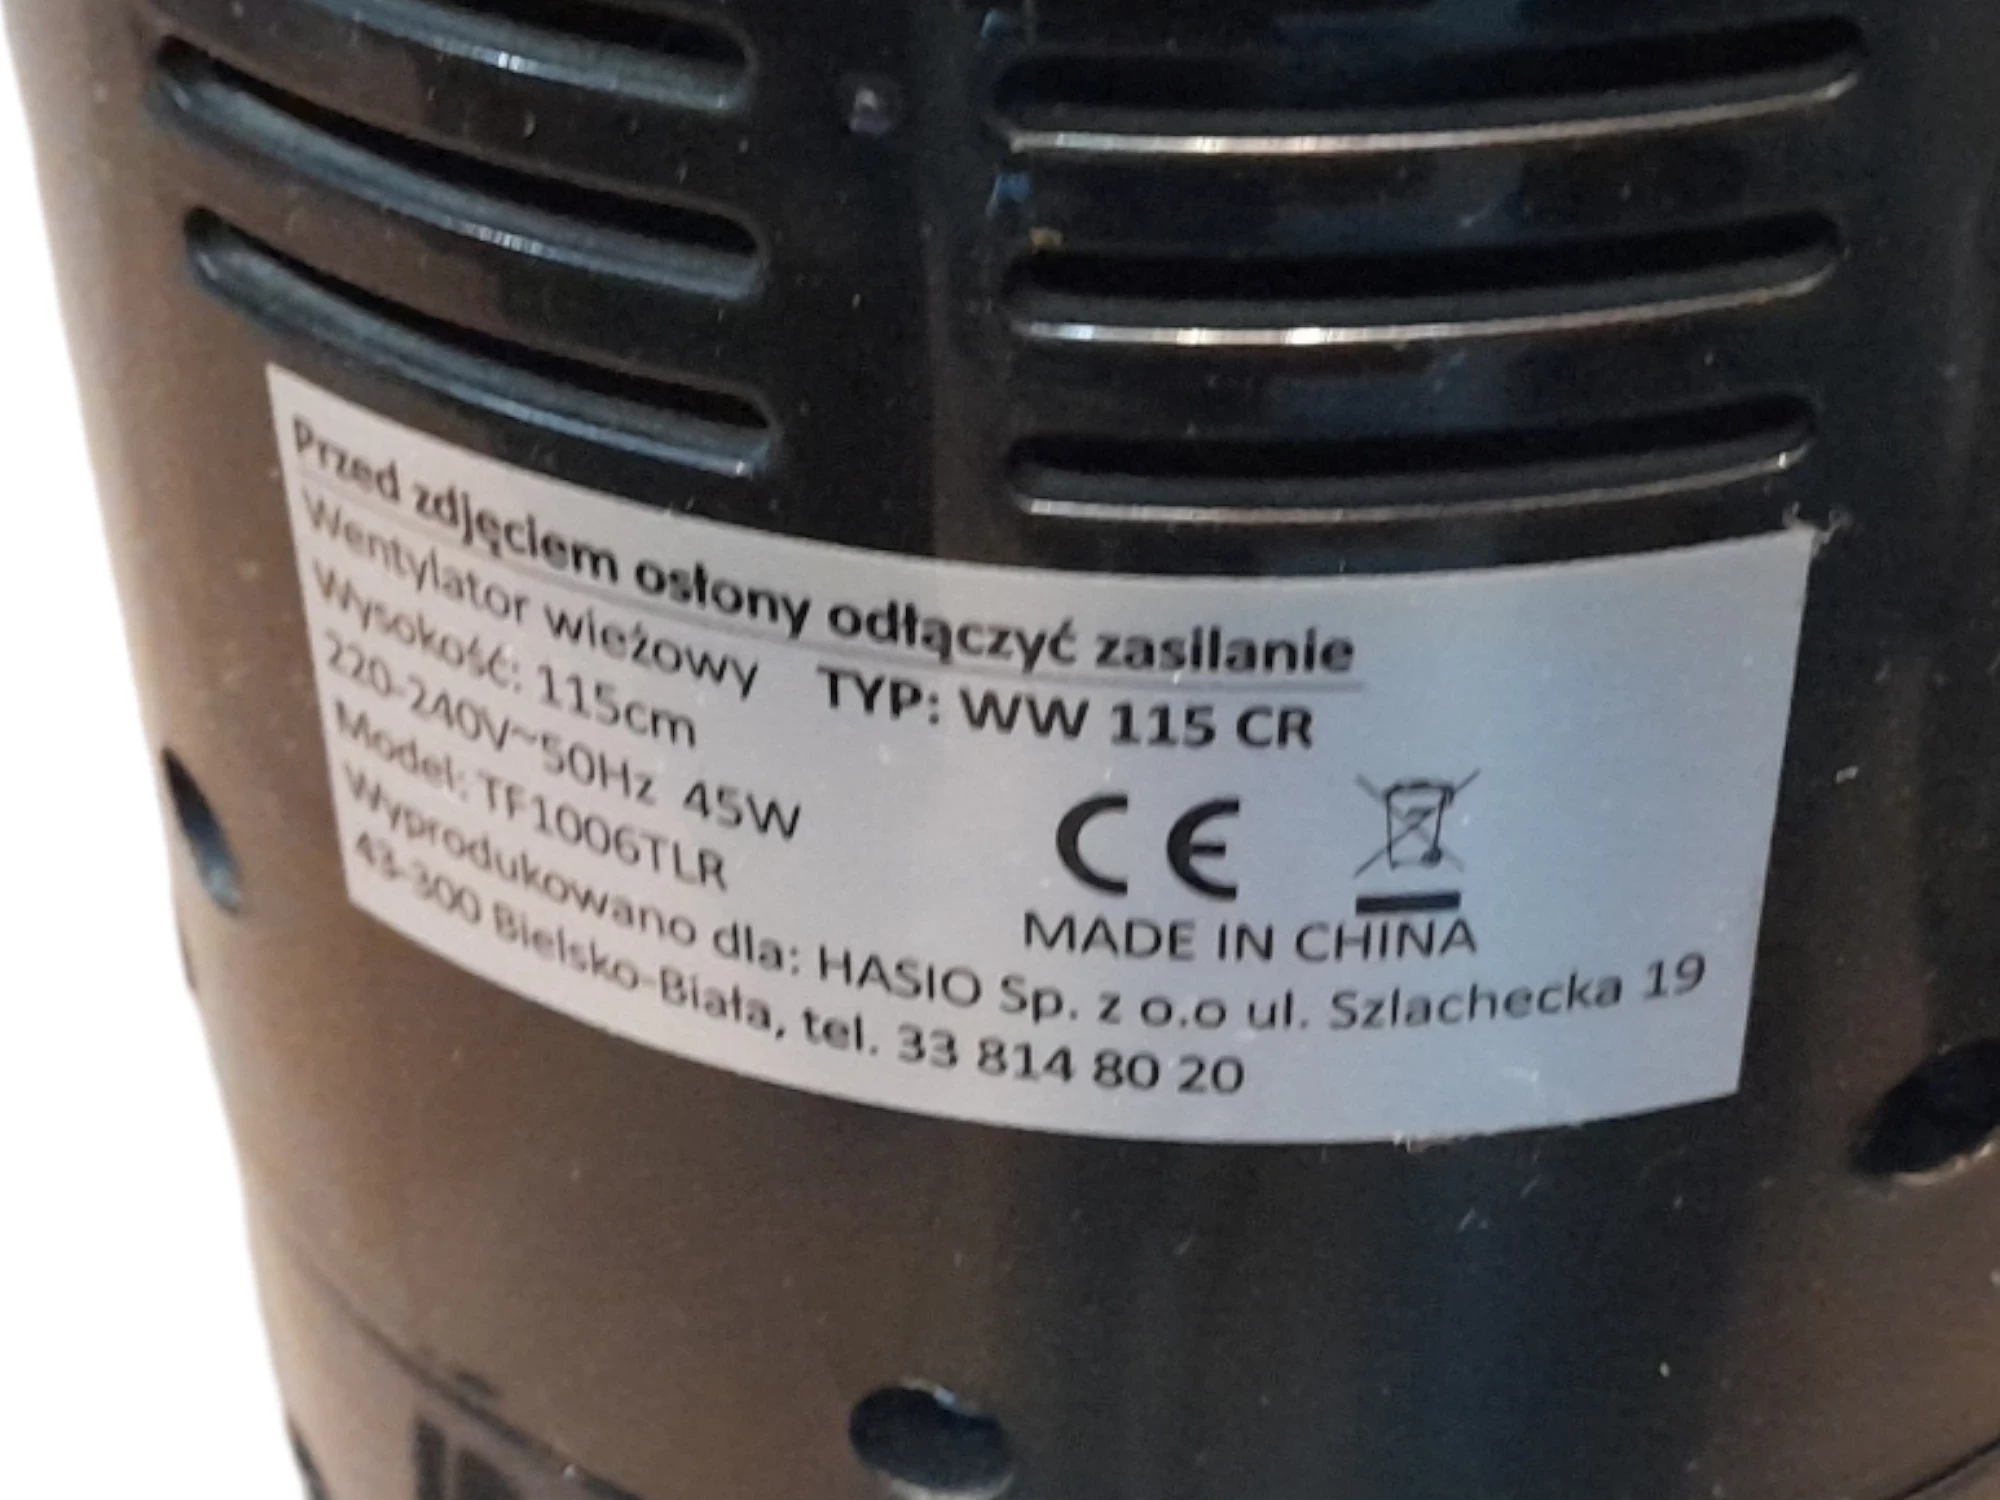 Przed zdjęciem osłony odłączyć zasilanie
Wentylator wieżowy TYP: WW 115 CR
Wysokość: 115cm
220-240V~50Hz 45W
Model: TF1006TLR
CE
MADE IN CHINA
Wyprodukowano dla: HASIO Sp. z o.o ul. Szlachecka 19
43-300 Bielsko-Biała, tel. 33 814 80 20